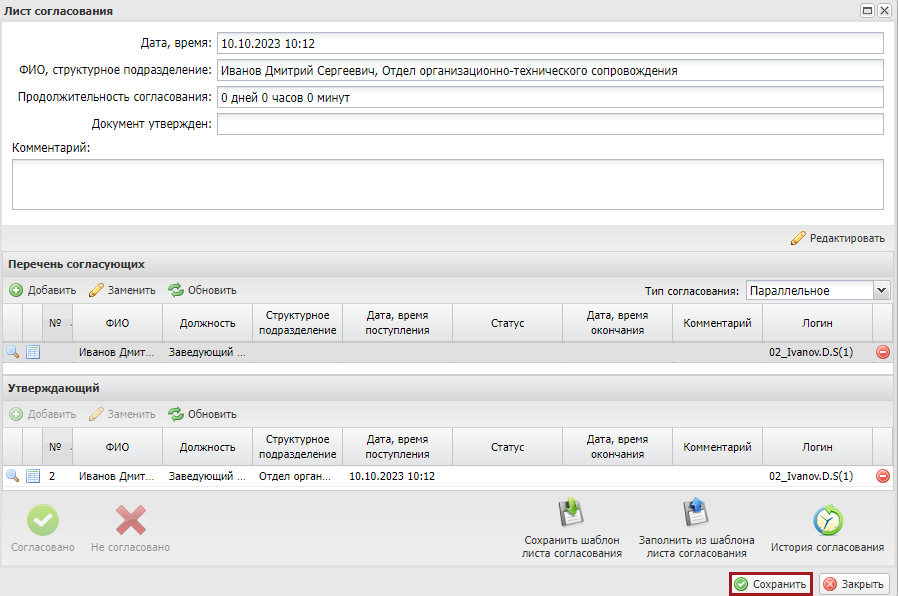 Лист согласования
Дата, время: 10.10.2023 10:12
ФИО, структурное подразделение: Иванов Дмитрий Сергеевич, Отдел организационно-технического сопровождения
Продолжительность согласования: 0 дней 0 часов 0 минут
Документ утвержден:
Комментарий:
Редактировать
Перечень согласующих
Добавить Заменить Обновить Тип согласования: Параллельное
№ ФИО Должность Структурное подразделение Дата, время поступления Статус Дата, время окончания Комментарий Логин
Иванов Дмит... Заведующий ... 02_Ivanov.D.S(1)
Утверждающий
Добавить Заменить Обновить
№ ФИО Должность Структурное подразделение Дата, время поступления Статус Дата, время окончания Комментарий Логин
2 Иванов Дмит... Заведующий ... Отдел орган... 10.10.2023 10:12 02_Ivanov.D.S(1)
Согласовано Не согласовано Сохранить шаблон листа согласования Заполнить из шаблона листа согласования История согласования
Сохранить Закрыть